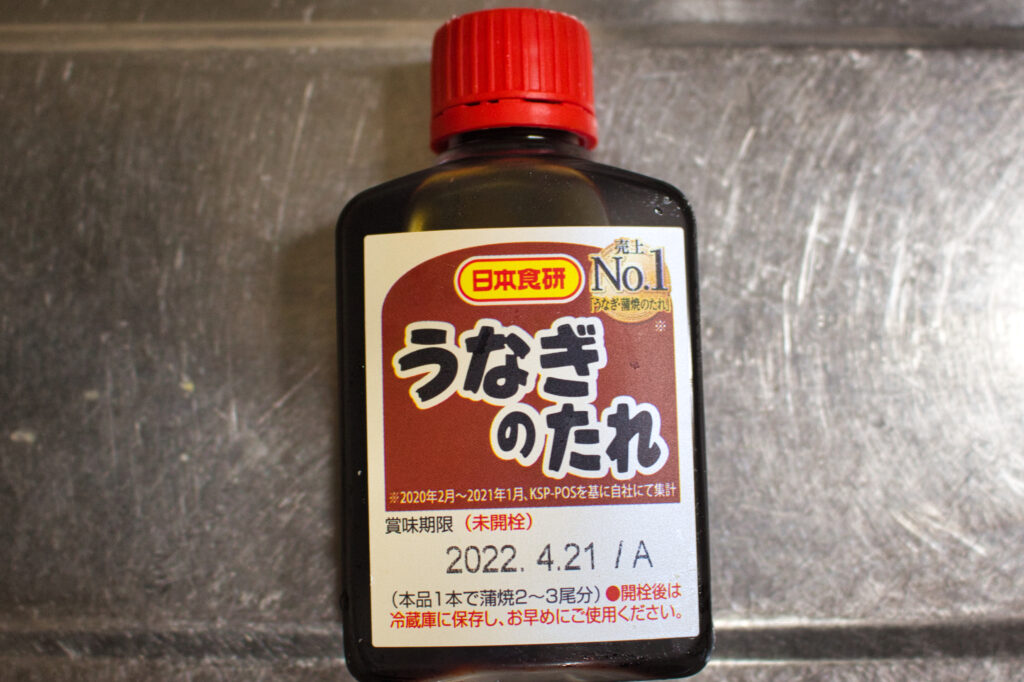 日本食研
売上
No.1
「うなぎ・蒲焼のたれ」
※
うなぎ
のたれ
※2020年2月～2021年1月、KSP-POSを基に自社にて集計
賞味期限（未開栓）
2022. 4.21 / A
（本品1本で蒲焼2～3尾分）●開栓後は
冷蔵庫に保存し、お早めにご使用ください。